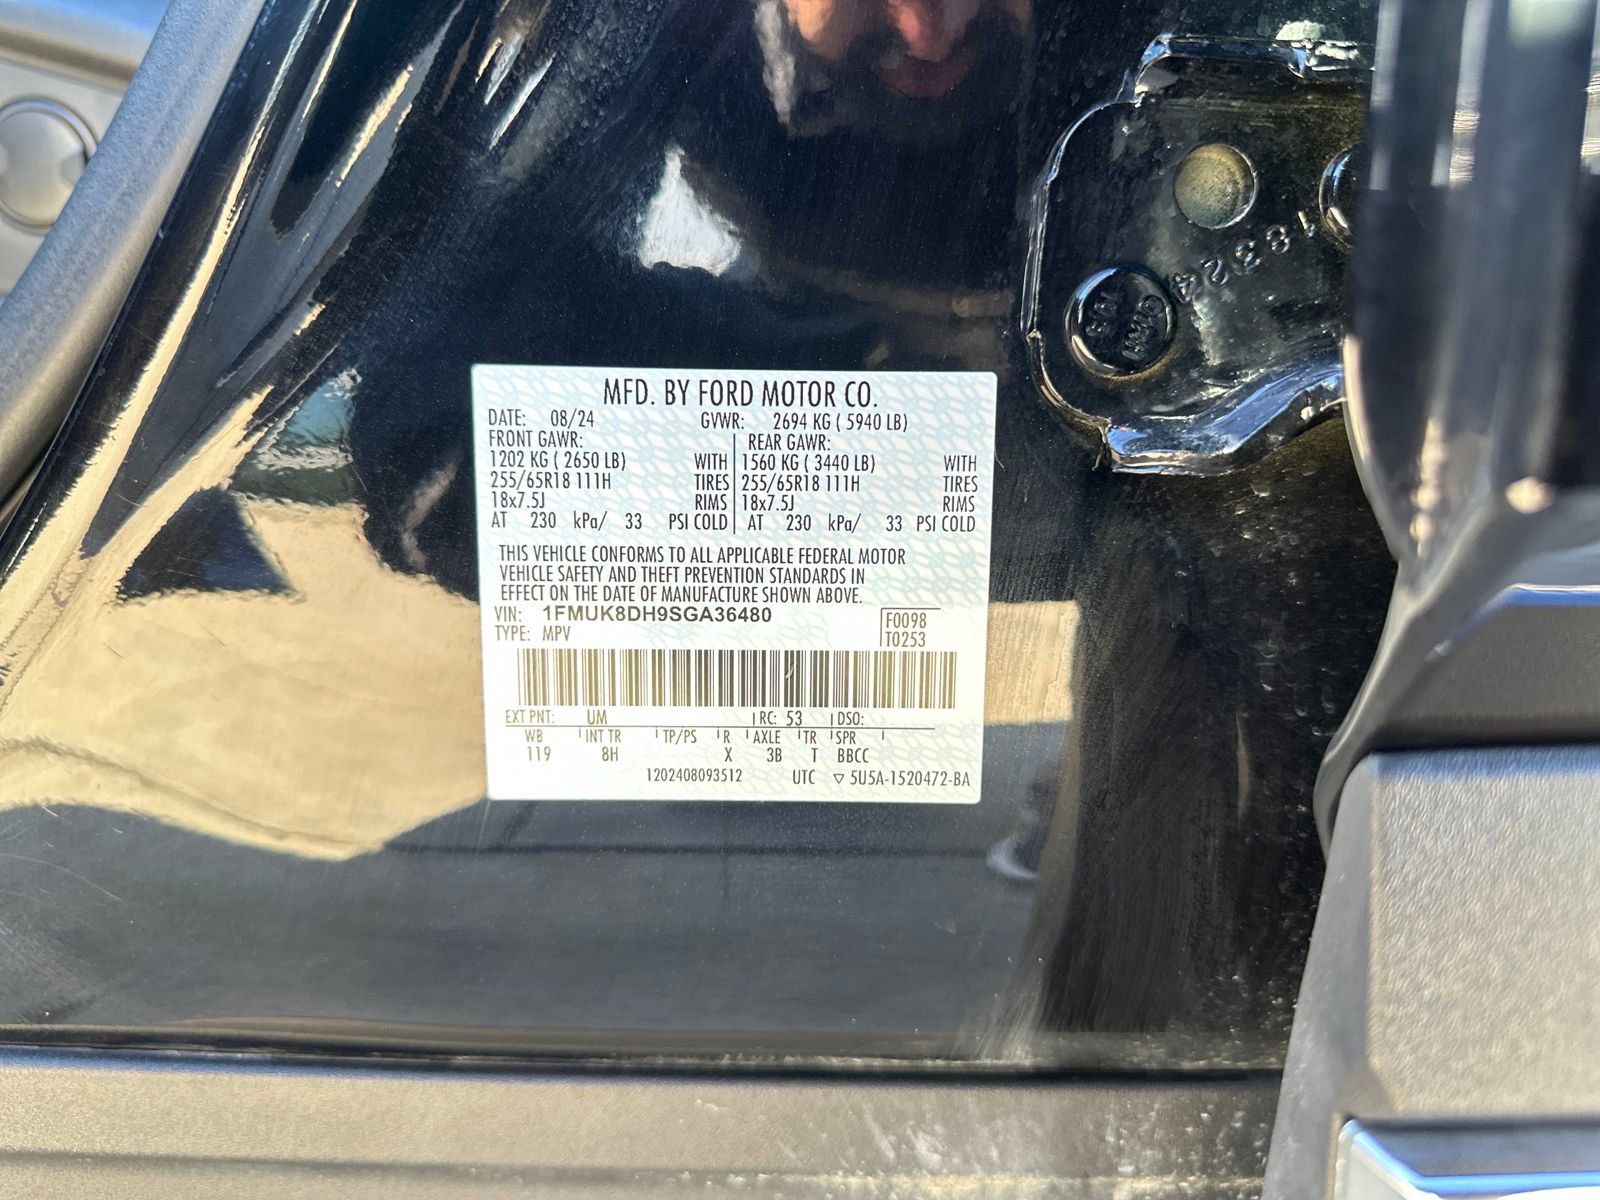 MFD. BY FORD MOTOR CO.
DATE: 08/24 GVWR: 2694 KG ( 5940 LB)
FRONT GAWR: REAR GAWR:
1202 KG ( 2650 LB) WITH 1560 KG ( 3440 LB) WITH
255/65R18 111H TIRES 255/65R18 111H TIRES
18x7.5J RIMS 18x7.5J RIMS
AT 230 kPa/ 33 PSI COLD AT 230 kPa/ 33 PSI COLD
THIS VEHICLE CONFORMS TO ALL APPLICABLE FEDERAL MOTOR
VEHICLE SAFETY AND THEFT PREVENTION STANDARDS IN
EFFECT ON THE DATE OF MANUFACTURE SHOWN ABOVE.
VIN: 1FMUK8DH9SGA36480 F0098
TYPE: MPV T0253
EXT PNT: UM RC: 53 DSO:
WB INT TR TP/PS R AXLE TR SPR
119 8H X 3B T BBCC
1202408093512 UTC ▽ 5U5A-1520472-BA
18324